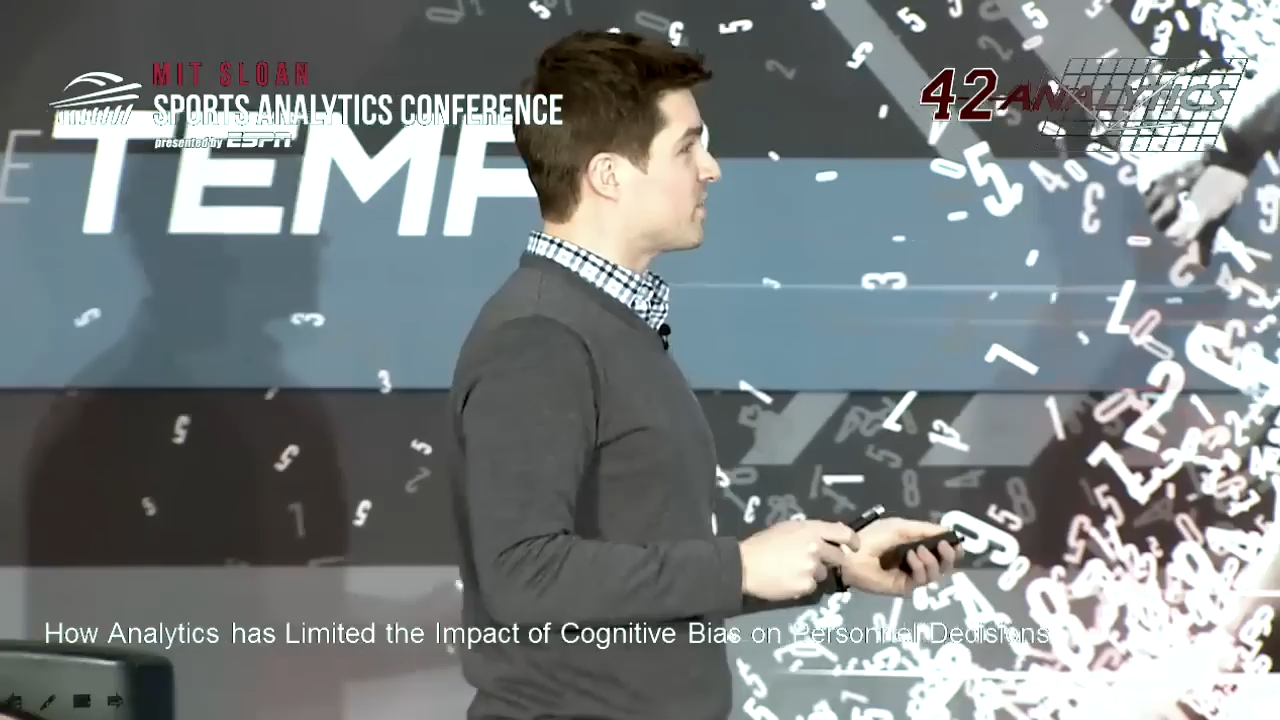 MIT SLOAN
SPORTS ANALYTICS CONFERENCE
presented by ESPN
42 ANALYTICS
E TEMP
How Analytics has Limited the Impact of Cognitive Bias on Personnel Decisions